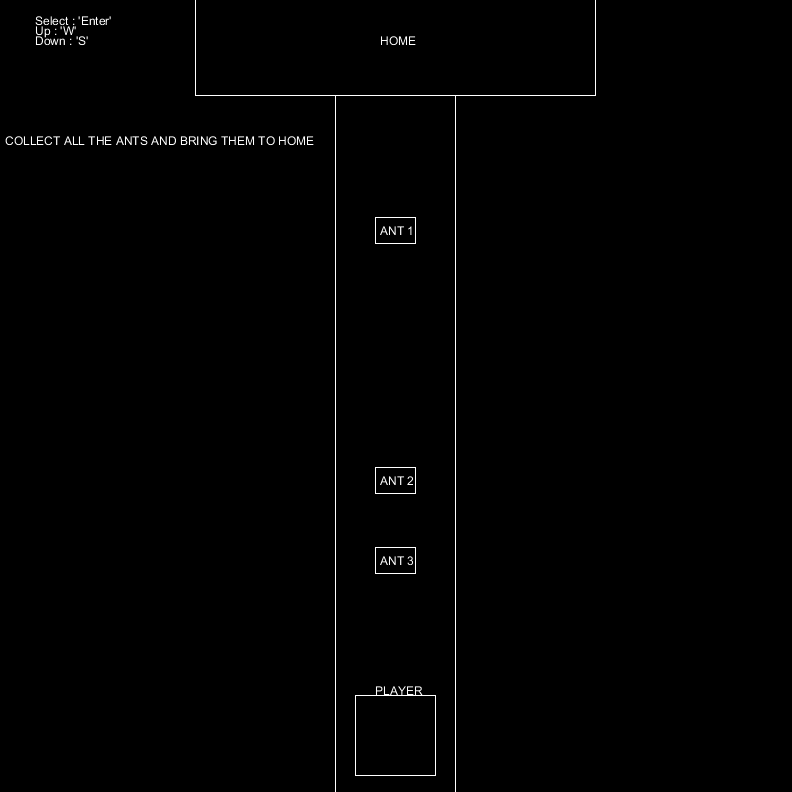 Select : 'Enter'
Up : 'W'
Down : 'S'
HOME
COLLECT ALL THE ANTS AND BRING THEM TO HOME
ANT 1
ANT 2
ANT 3
PLAYER